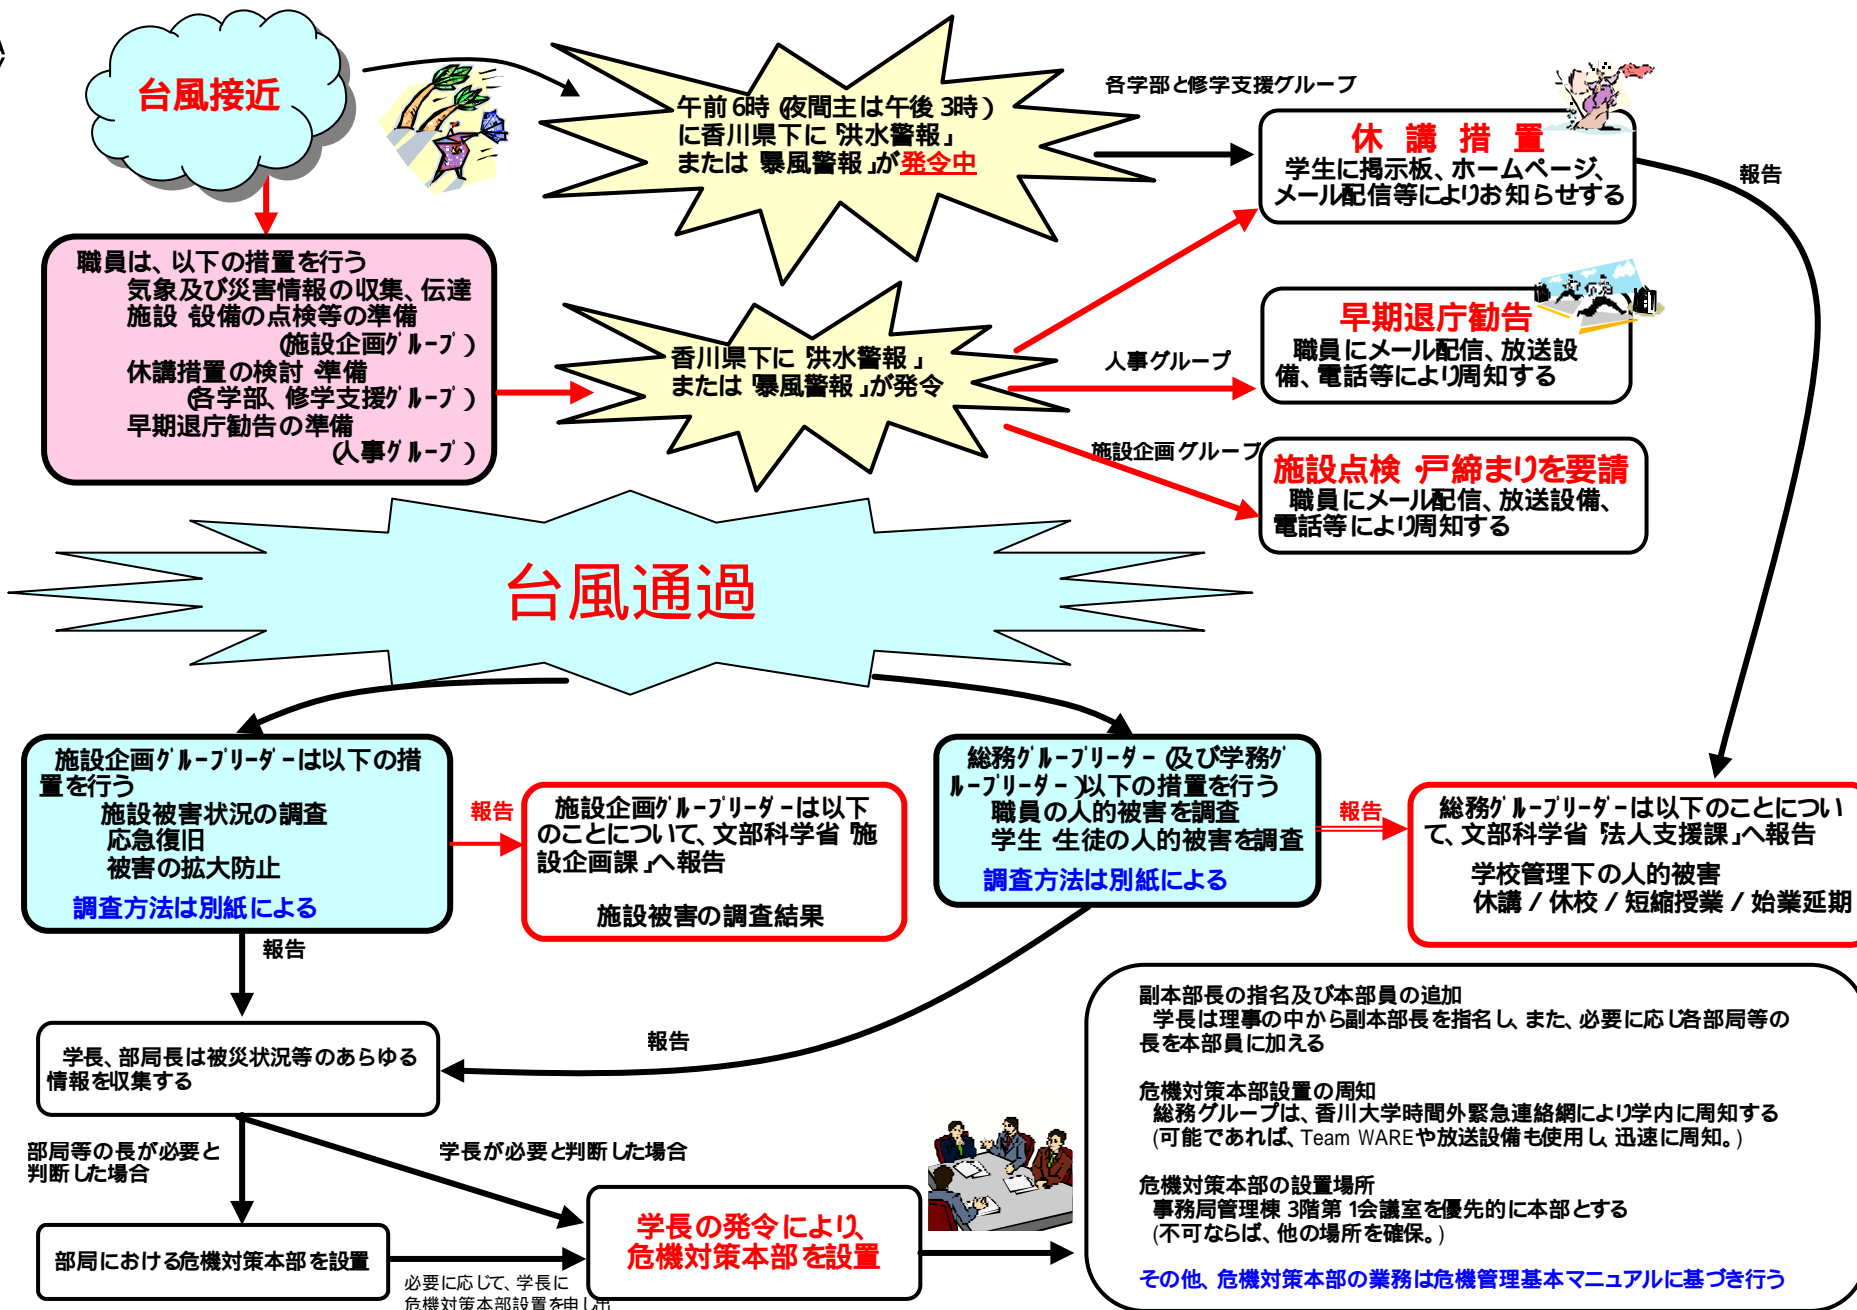 台風接近
午前6時(夜間主は午後3時)
に香川県下に「洪水警報」
または「暴風警報」が発令中
各学部と修学支援グループ
休講措置
学生に掲示板、ホームページ、
メール配信等によりお知らせする
報告
職員は、以下の措置を行う
気象及び災害情報の収集、伝達
施設・設備の点検等の準備
(施設企画グループ)
休講措置の検討・準備
(各学部、修学支援グループ)
早期退庁勧告の準備
(人事グループ)
香川県下に「洪水警報」
または「暴風警報」が発令
人事グループ
早期退庁勧告
職員にメール配信、放送設
備、電話等により周知する
施設企画グループ
施設点検・戸締まりを要請
職員にメール配信、放送設備、
電話等により周知する
台風通過
施設企画グループリーダーは以下の措
置を行う
施設被害状況の調査
応急復旧
被害の拡大防止
調査方法は別紙による
報告
施設企画グループリーダーは以下
のことについて、文部科学省「施
設企画課」へ報告
施設被害の調査結果
総務グループリーダー(及び学務グ
ループリーダー)以下の措置を行う
職員の人的被害を調査
学生・生徒の人的被害を調査
調査方法は別紙による
報告
総務グループリーダーは以下のことについ
て、文部科学省「法人支援課」へ報告
学校管理下の人的被害
休講/休校/短縮授業/始業延期
報告
報告
学長、部局長は被災状況等のあらゆる
情報を収集する
部局等の長が必要と
判断した場合
学長が必要と判断した場合
部局における危機対策本部を設置
必要に応じて、学長に
危機対策本部設置を申し出
学長の発令により、
危機対策本部を設置
副本部長の指名及び本部員の追加
学長は理事の中から副本部長を指名し、また、必要に応じ各部局等の
長を本部員に加える
危機対策本部設置の周知
総務グループは、香川大学時間外緊急連絡網により学内に周知する
(可能であれば、Team WAREや放送設備も使用し、迅速に周知。)
危機対策本部の設置場所
事務局管理棟3階第1会議室を優先的に本部とする
(不可ならば、他の場所を確保。)
その他、危機対策本部の業務は危機管理基本マニュアルに基づき行う